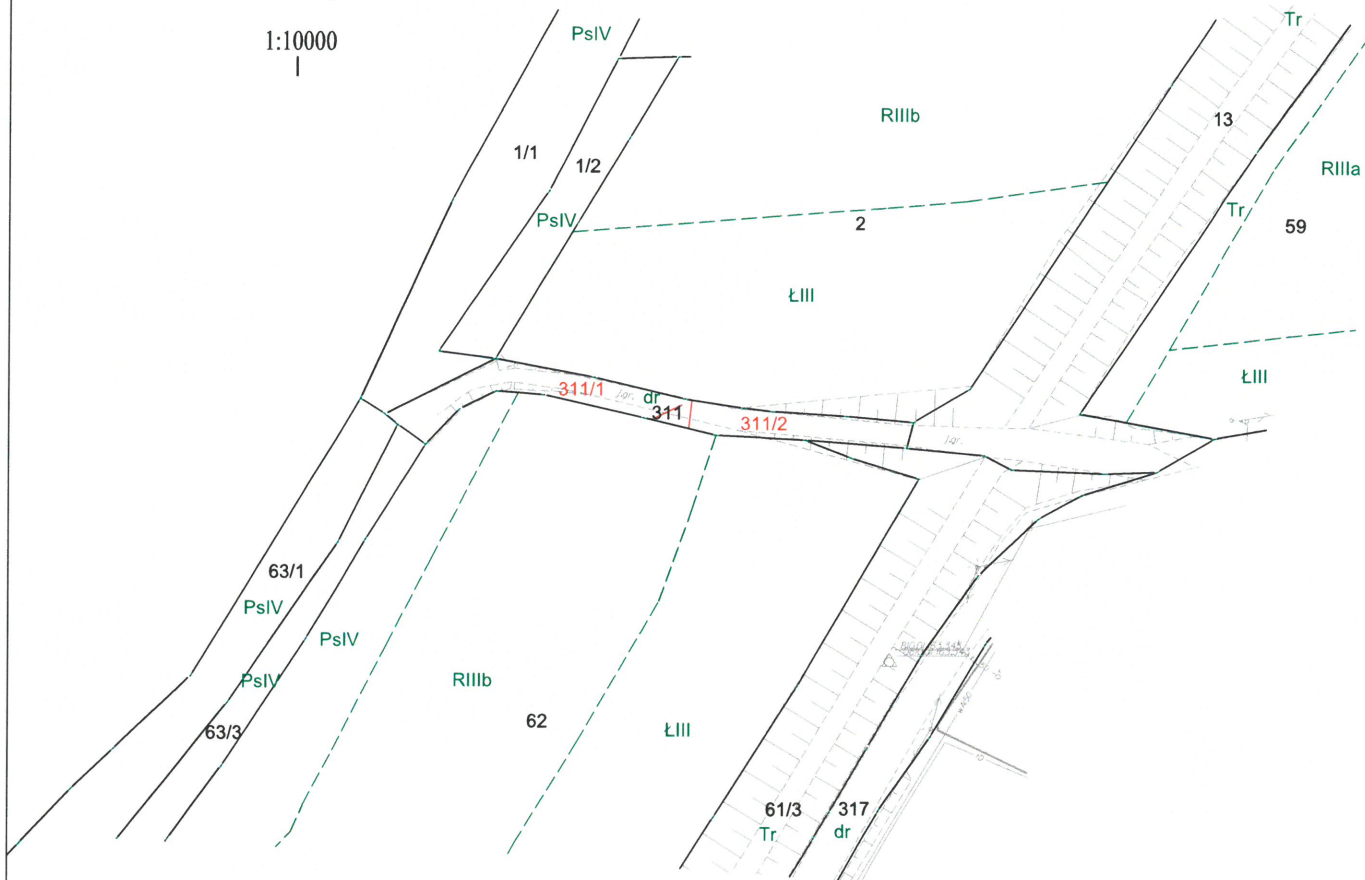 1:10000
PsIV
Tr
RIIIb
13
1/1
1/2
RIIIa
PsIV
Tr
2
59
ŁIII
ŁIII
311/1
dr
311
311/2
63/1
PsIV
PsIV
PsIV
RIIIb
62
63/3
ŁIII
61/3
317
Tr
dr